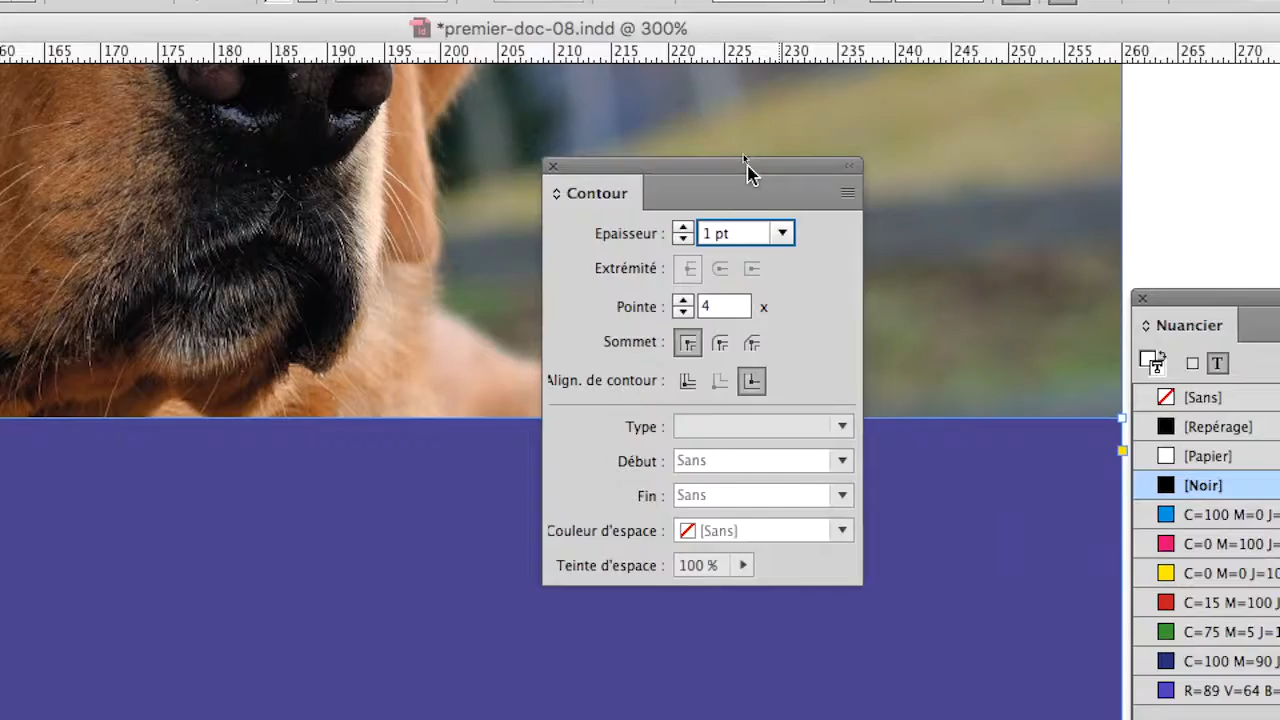 *premier-doc-08.indd @ 300%
60 165 170 175 180 185 190 195 200 205 210 215 220 225 230 235 240 245 250 255 260 265 270
Contour
Epaisseur : 1 pt
Extrémité :
Pointe : 4 x
Sommet :
Align. de contour :
Type :
Début : Sans
Fin : Sans
Couleur d'espace : [Sans]
Teinte d'espace : 100 %
Nuancier
T
[Sans]
[Repérage]
[Papier]
[Noir]
C=100 M=0 J=
C=0 M=100 J=
C=0 M=0 J=10
C=15 M=100 J
C=75 M=5 J=1
C=100 M=90 J
R=89 V=64 B=